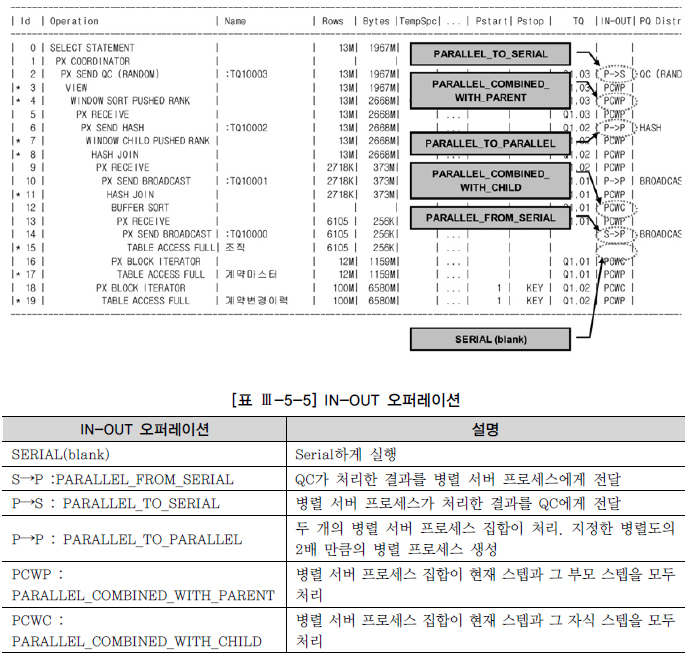 | Id | Operation | Name | Rows | Bytes |TempSpc| ... | Pstart| Pstop | TQ |IN-OUT| PQ Distr
| 0 | SELECT STATEMENT | | 13M| 1967M|
| 1 | PX COORDINATOR
| 2 | PX SEND QC (RANDOM) | :TQ10003 | 13M| 1967M| 1.03 | P->S | QC (RAND
|* 3 | VIEW | | 13M| 1967M| 1.03 | PCWP |
|* 4 | WINDOW SORT PUSHED RANK | | 13M| 2668M| 1.03 | PCWP |
| 5 | PX RECEIVE | | 13M| 2668M| ... | Q1.03 | PCWP |
| 6 | PX SEND HASH | :TQ10002 | 13M| 2668M| 1.02 | P->P | HASH
|* 7 | WINDOW CHILD PUSHED RANK | | 13M| 2668M| 1.02 | PCWP |
|* 8 | HASH JOIN | | 13M| 2668M| ... | Q1.02 | PCWP |
| 9 | PX RECEIVE | | 2718K| 373M| 1.02 | PCWP |
| 10 | PX SEND BROADCAST | :TQ10001 | 2718K| 373M| 1.01 | P->P | BROADCAS
|* 11 | HASH JOIN | | 2718K| 373M| 1.01 | PCWP |
| 12 | BUFFER SORT | 1.01 | PCWC |
| 13 | PX RECEIVE | | 6105 | 256K| 1.01 | PCWP |
| 14 | PX SEND BROADCAST | :TQ10000 | 6105 | 256K| S->P | BROADCAS
|* 15 | TABLE ACCESS FULL | 조직 | 6105 | 256K| ... |
| 16 | PX BLOCK ITERATOR | | 12M| 1159M| ... | Q1.01 | PCWC |
|* 17 | TABLE ACCESS FULL | 계약마스터 | 12M| 1159M| ... | Q1.01 | PCWP |
| 18 | PX BLOCK ITERATOR | | 100M| 6580M| ... | 1 | KEY | Q1.02 | PCWC |
|* 19 | TABLE ACCESS FULL | 계약변경이력 | 100M| 6580M| ... | 1 | KEY | Q1.02 | PCWP |
PARALLEL_TO_SERIAL
PARALLEL_COMBINED_
WITH_PARENT
PARALLEL_TO_PARALLEL
PARALLEL_COMBINED_
WITH_CHILD
PARALLEL_FROM_SERIAL
SERIAL (blank)
[표 Ⅲ-5-5] IN-OUT 오퍼레이션
IN-OUT 오퍼레이션 설명
SERIAL(blank) Serial하게 실행
S→P :PARALLEL_FROM_SERIAL QC가 처리한 결과를 병렬 서버 프로세스에게 전달
P→S : PARALLEL_TO_SERIAL 병렬 서버 프로세스가 처리한 결과를 QC에게 전달
P→P : PARALLEL_TO_PARALLEL 두 개의 병렬 서버 프로세스 집합이 처리. 지정한 병렬도의
2배 만큼의 병렬 프로세스 생성
PCWP : 병렬 서버 프로세스 집합이 현재 스텝과 그 부모 스텝을 모두
PARALLEL_COMBINED_WITH_PARENT 처리
PCWC : 병렬 서버 프로세스 집합이 현재 스텝과 그 자식 스텝을 모두
PARALLEL_COMBINED_WITH_CHILD 처리